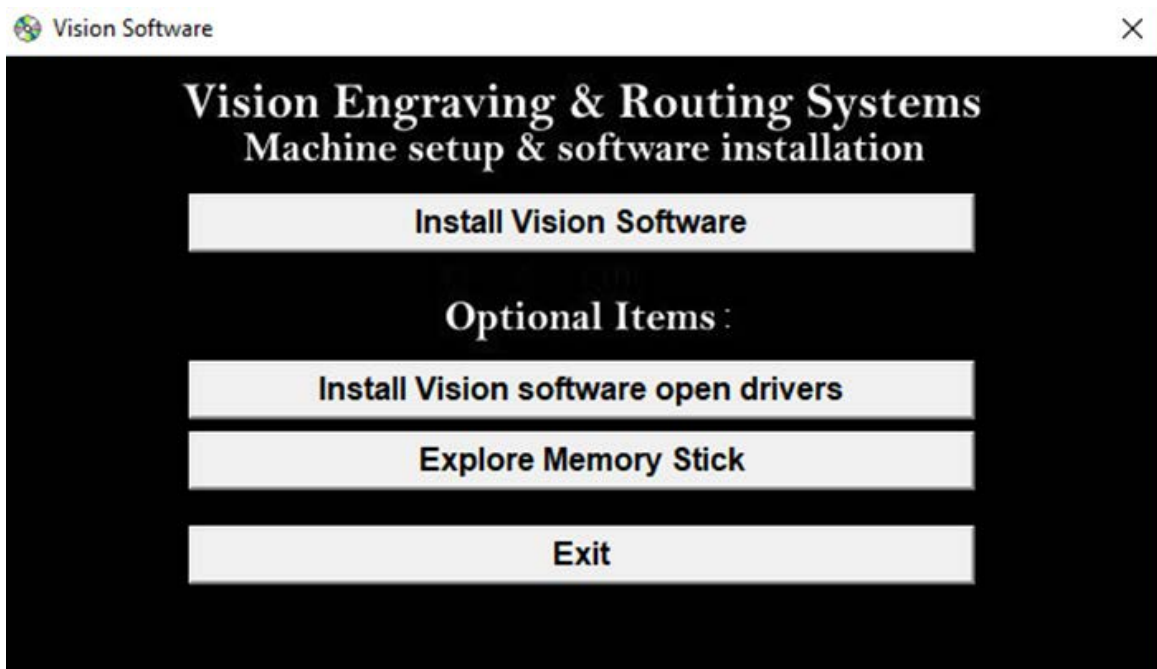 Vision Software
Vision Engraving & Routing Systems
Machine setup & software installation
Install Vision Software
Optional Items:
Install Vision software open drivers
Explore Memory Stick
Exit